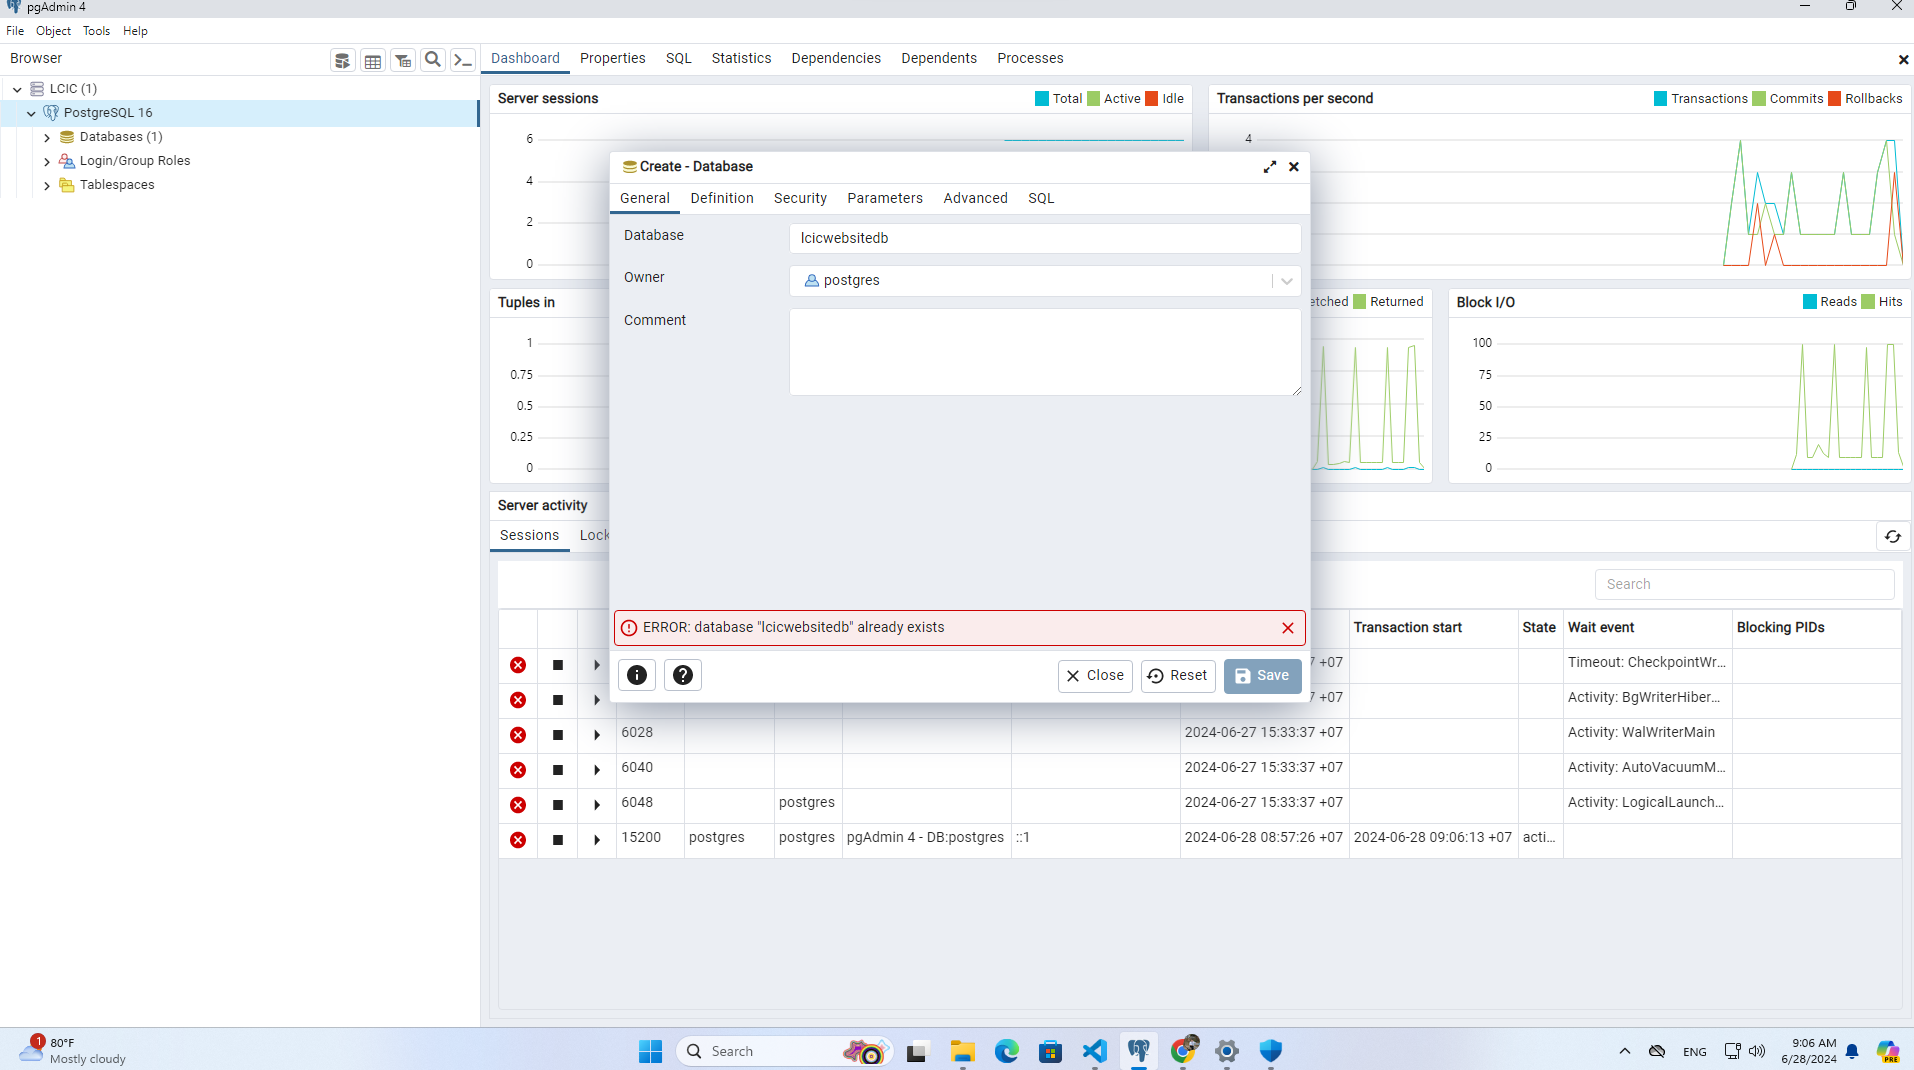 pgAdmin 4
File Object Tools Help
Browser
Dashboard Properties SQL Statistics Dependencies Dependents Processes
LCIC (1)
PostgreSQL 16
Databases (1)
Login/Group Roles
Tablespaces
Server sessions
Total Active Idle
6
4
2
0
Transactions per second
Transactions Commits Rollbacks
4
Create - Database
General Definition Security Parameters Advanced SQL
Database lcicwebsitedb
Owner postgres
Comment
ERROR: database "lcicwebsitedb" already exists
Close Reset Save
Tuples in
1
0.75
0.5
0.25
0
etched Returned
Block I/O
Reads Hits
100
75
50
25
0
Server activity
Sessions Lock
Search
Transaction start State Wait event Blocking PIDs
7 +07 Timeout: CheckpointWr...
7 +07 Activity: BgWriterHiber...
6028 2024-06-27 15:33:37 +07 Activity: WalWriterMain
6040 2024-06-27 15:33:37 +07 Activity: AutoVacuumM...
6048 postgres 2024-06-27 15:33:37 +07 Activity: LogicalLaunch...
15200 postgres postgres pgAdmin 4 - DB:postgres ::1 2024-06-28 08:57:26 +07 2024-06-28 09:06:13 +07 acti...
1
80°F
Mostly cloudy
Search
ENG
9:06 AM
6/28/2024
PRE